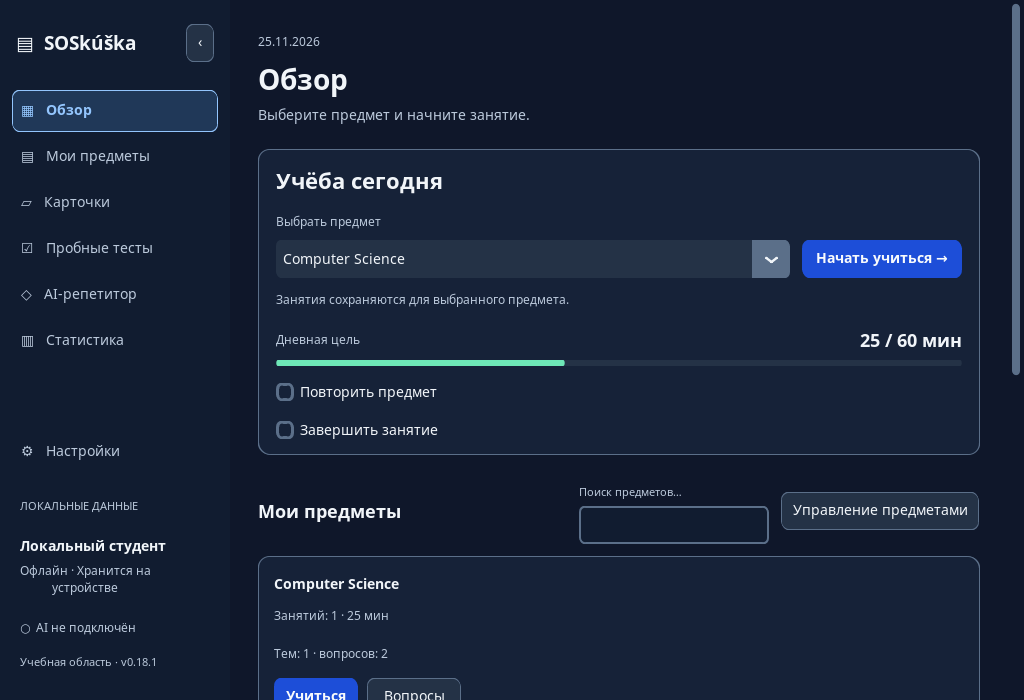 SOSkúška
‹
Обзор
Мои предметы
Карточки
Пробные тесты
AI-репетитор
Статистика
Настройки
ЛОКАЛЬНЫЕ ДАННЫЕ
Локальный студент
Офлайн · Хранится на
устройстве
AI не подключён
Учебная область · v0.18.1
25.11.2026
Обзор
Выберите предмет и начните занятие.
Учёба сегодня
Выбрать предмет
Computer Science
Начать учиться →
Занятия сохраняются для выбранного предмета.
Дневная цель
25 / 60 мин
Повторить предмет
Завершить занятие
Мои предметы
Поиск предметов...
Управление предметами
Computer Science
Занятий: 1 · 25 мин
Тем: 1 · вопросов: 2
Учиться
Вопросы